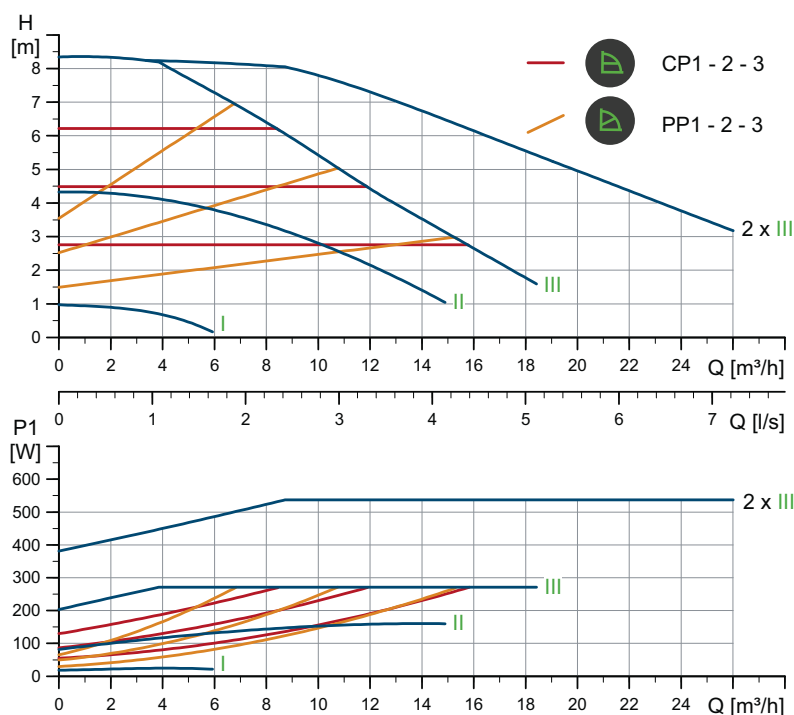 H
[m]
8
7
6
5
4
3
2
1
0
CP1 - 2 - 3
PP1 - 2 - 3
2 x III
III
II
I
0 2 4 6 8 10 12 14 16 18 20 22 24 Q [m³/h]
0 1 2 3 4 5 6 7 Q [l/s]
P1
[W]
600
500
400
300
200
100
0
2 x III
III
II
I
0 2 4 6 8 10 12 14 16 18 20 22 24 Q [m³/h]